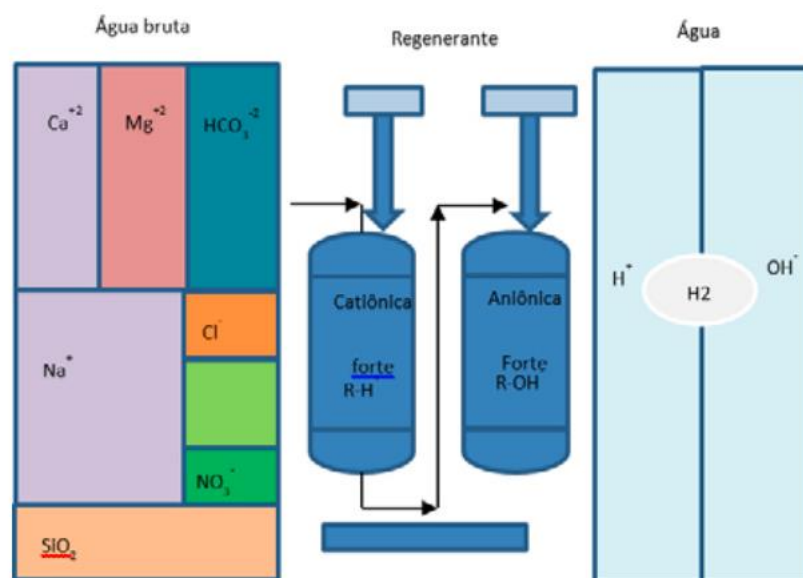 Água bruta
Regenerante
Água
Ca+2
Mg+2
HCO3-2
Na+
Cl-
NO3-
SIO2
Catiônica
forte
R-H
Aniônica
Forte
R-OH
H+
H2
OH-